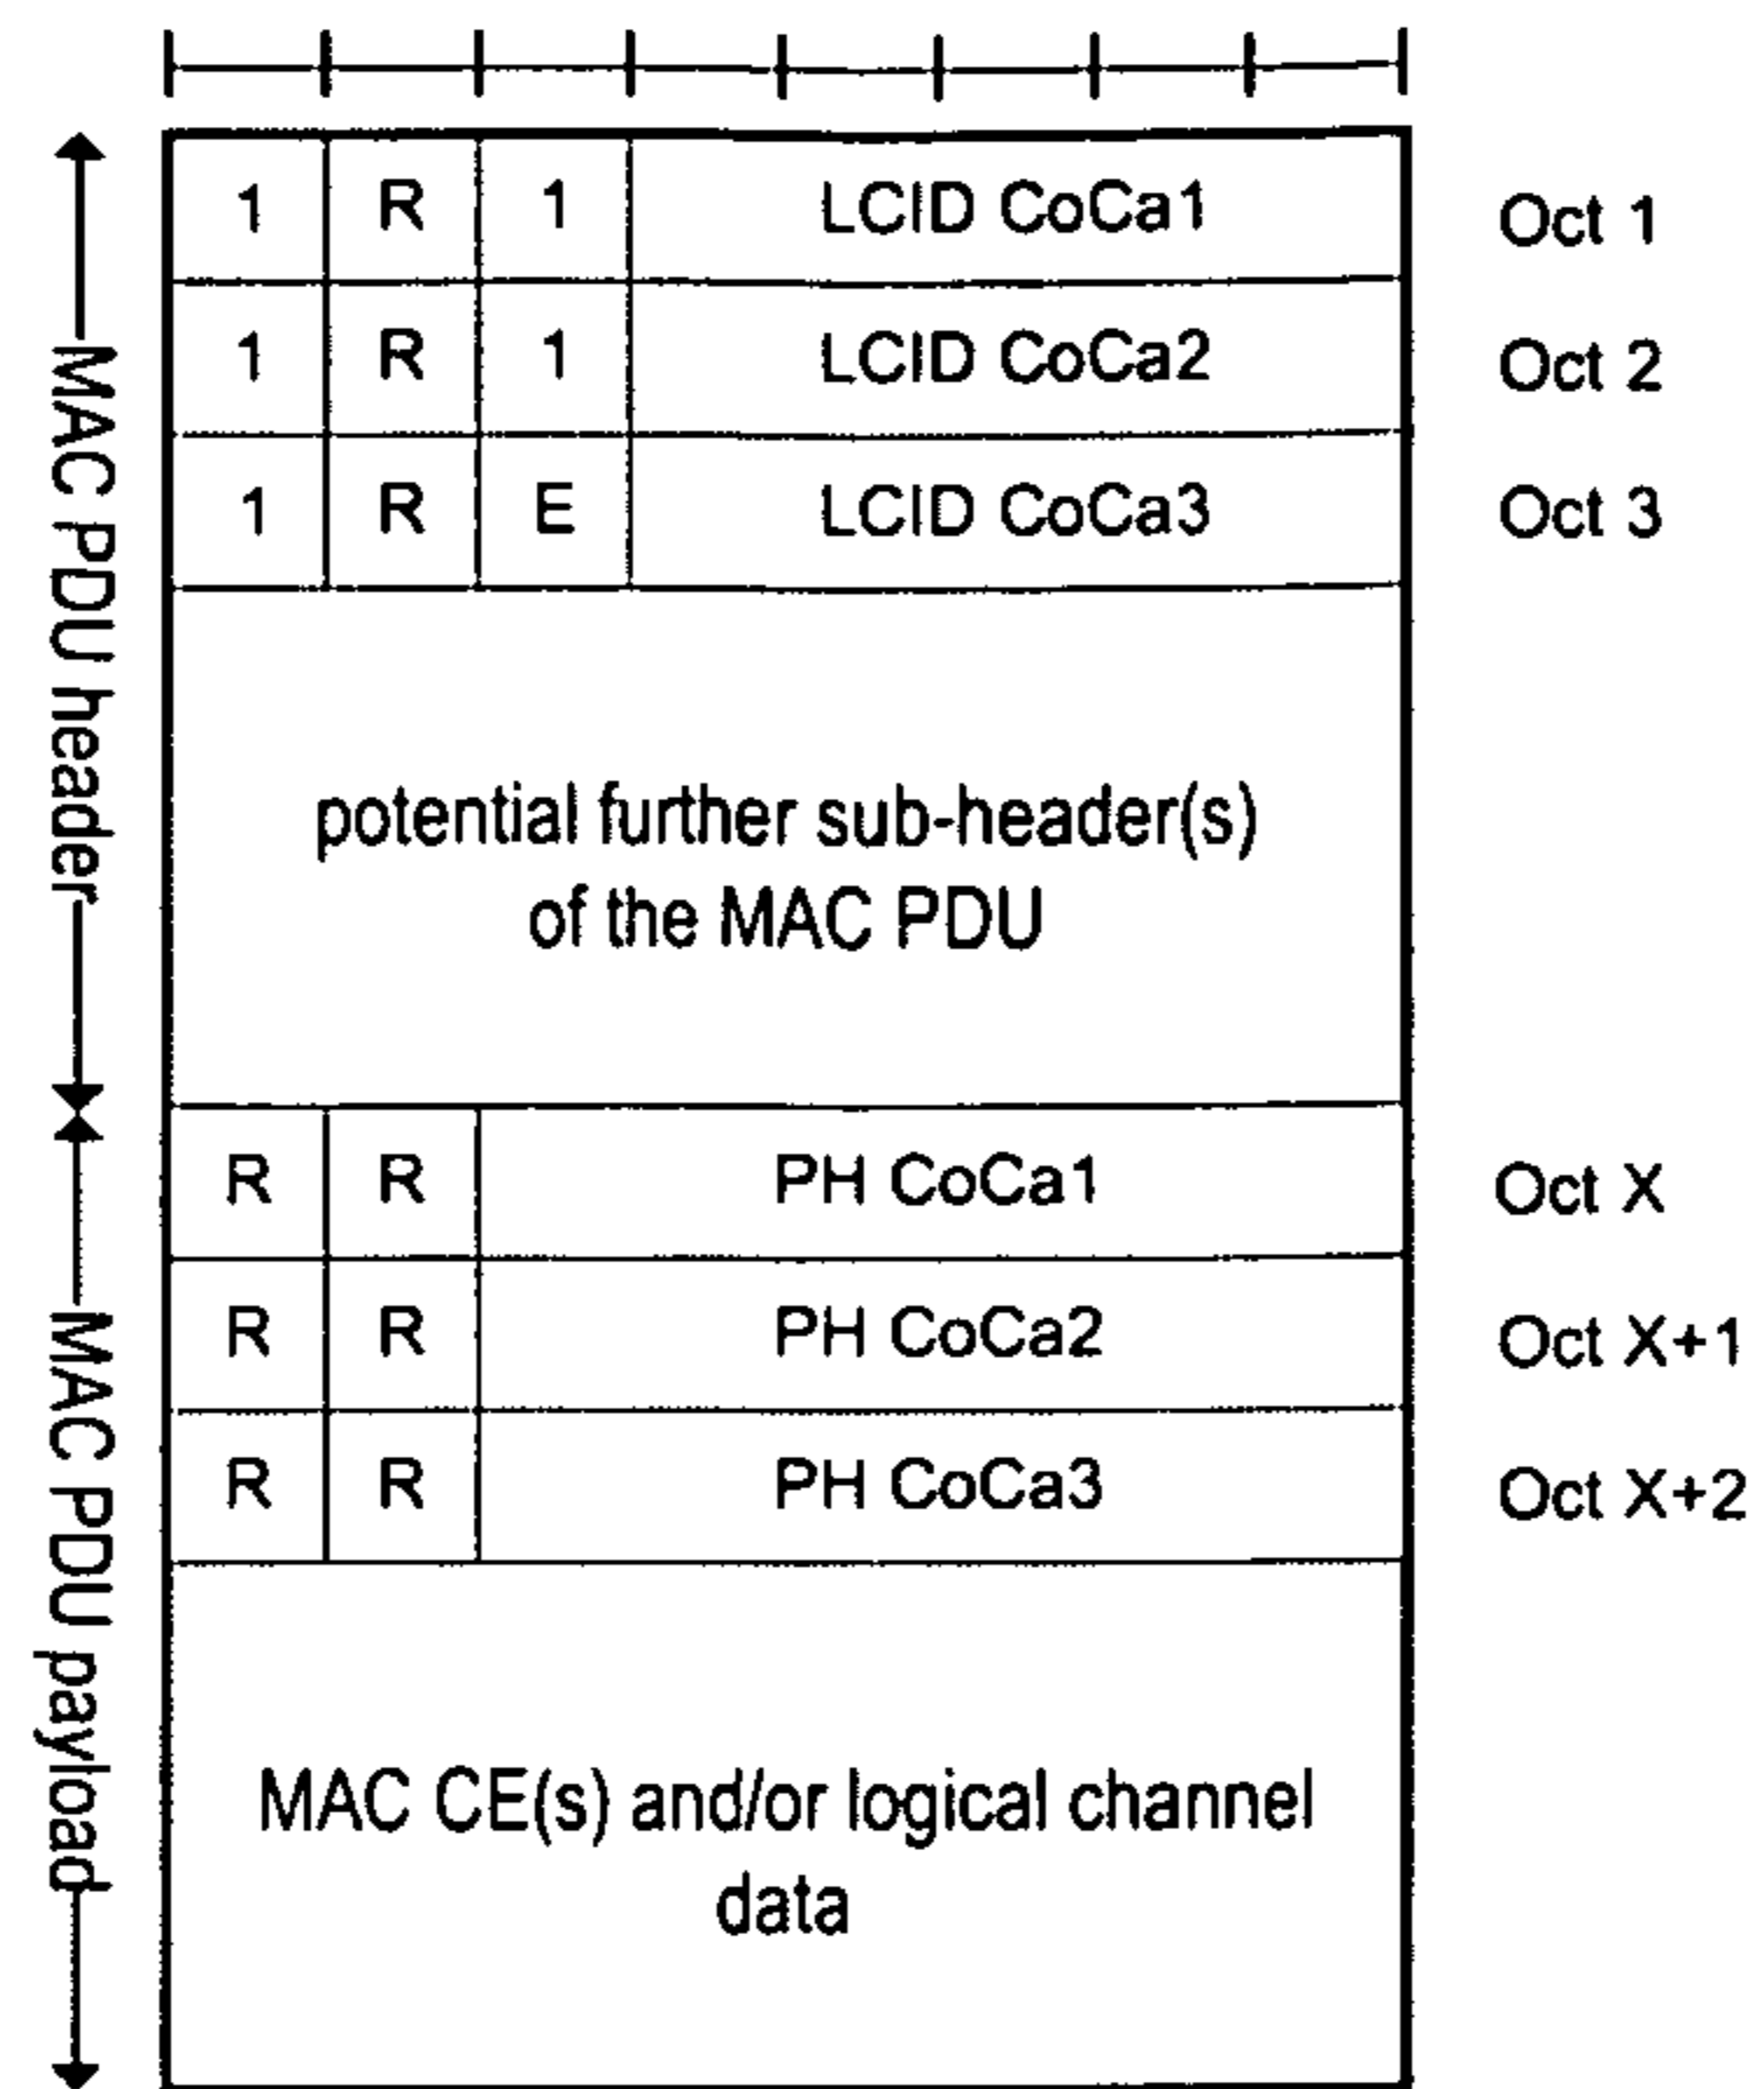 1 R 1 LCID CoCa1 Oct 1
1 R 1 LCID CoCa2 Oct 2
1 R E LCID CoCa3 Oct 3
MAC PDU header
potential further sub-header(s)
of the MAC PDU
R R PH CoCa1 Oct X
R R PH CoCa2 Oct X+1
R R PH CoCa3 Oct X+2
MAC PDU payload
MAC CE(s) and/or logical channel
data